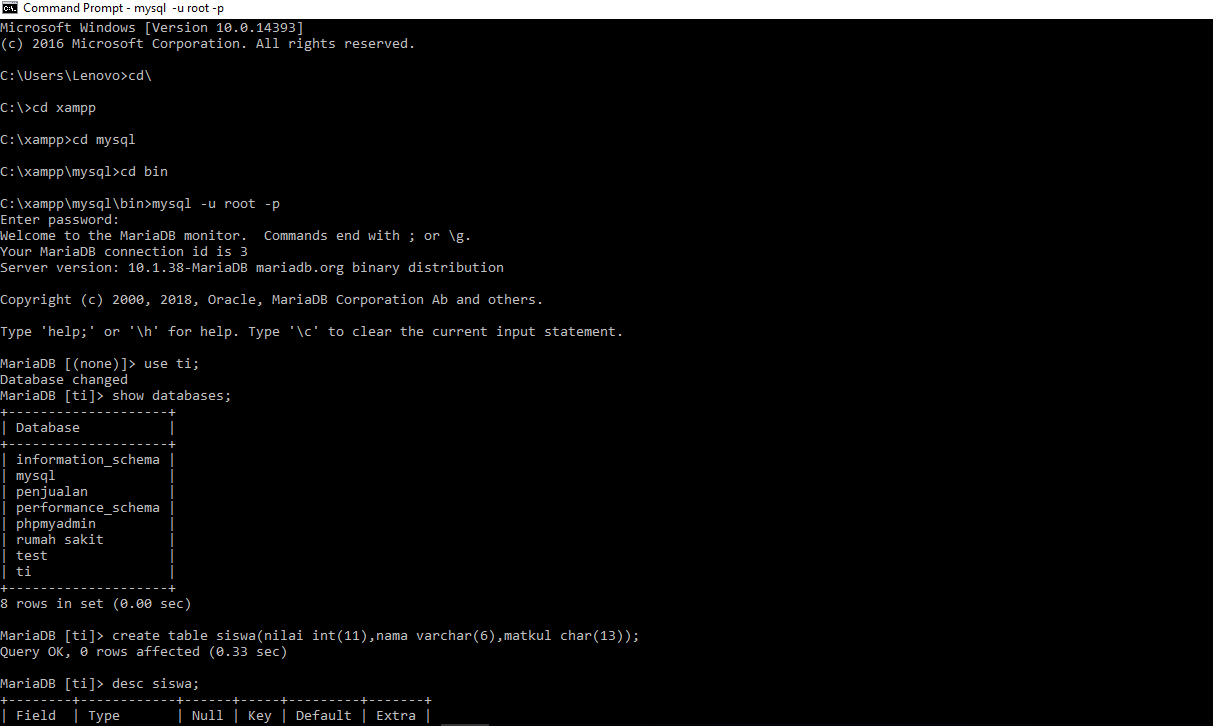 Command Prompt - mysql  -u root -p
Microsoft Windows [Version 10.0.14393]
(c) 2016 Microsoft Corporation. All rights reserved.
C:\Users\Lenovo>cd\
C:\>cd xampp
C:\xampp>cd mysql
C:\xampp\mysql>cd bin
C:\xampp\mysql\bin>mysql -u root -p
Enter password:
Welcome to the MariaDB monitor.  Commands end with ; or \g.
Your MariaDB connection id is 3
Server version: 10.1.38-MariaDB mariadb.org binary distribution
Copyright (c) 2000, 2018, Oracle, MariaDB Corporation Ab and others.
Type 'help;' or '\h' for help. Type '\c' to clear the current input statement.
MariaDB [(none)]> use ti;
Database changed
MariaDB [ti]> show databases;
+--------------------+
| Database           |
+--------------------+
| information_schema |
| mysql              |
| penjualan          |
| performance_schema |
| phpmyadmin         |
| rumah sakit        |
| test               |
| ti                 |
+--------------------+
8 rows in set (0.00 sec)
MariaDB [ti]> create table siswa(nilai int(11),nama varchar(6),matkul char(13));
Query OK, 0 rows affected (0.33 sec)
MariaDB [ti]> desc siswa;
+--------+------------+------+-----+---------+-------+
| Field  | Type       | Null | Key | Default | Extra |